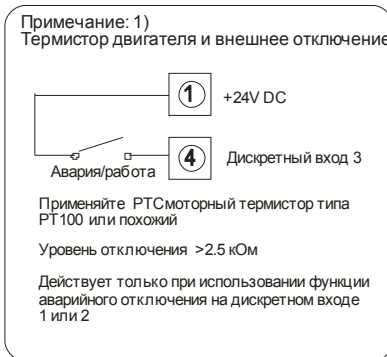 Примечание: 1)
Термистор двигателя и внешнее отключение
1
+24V DC
4
Дискретный вход 3
Авария/работа
Применяйте PTCмоторный термистор типа
PT100 или похожий
Уровень отключения >2.5 кОм
Действует только при использовании функции
аварийного отключения на дискретном входе
1 или 2